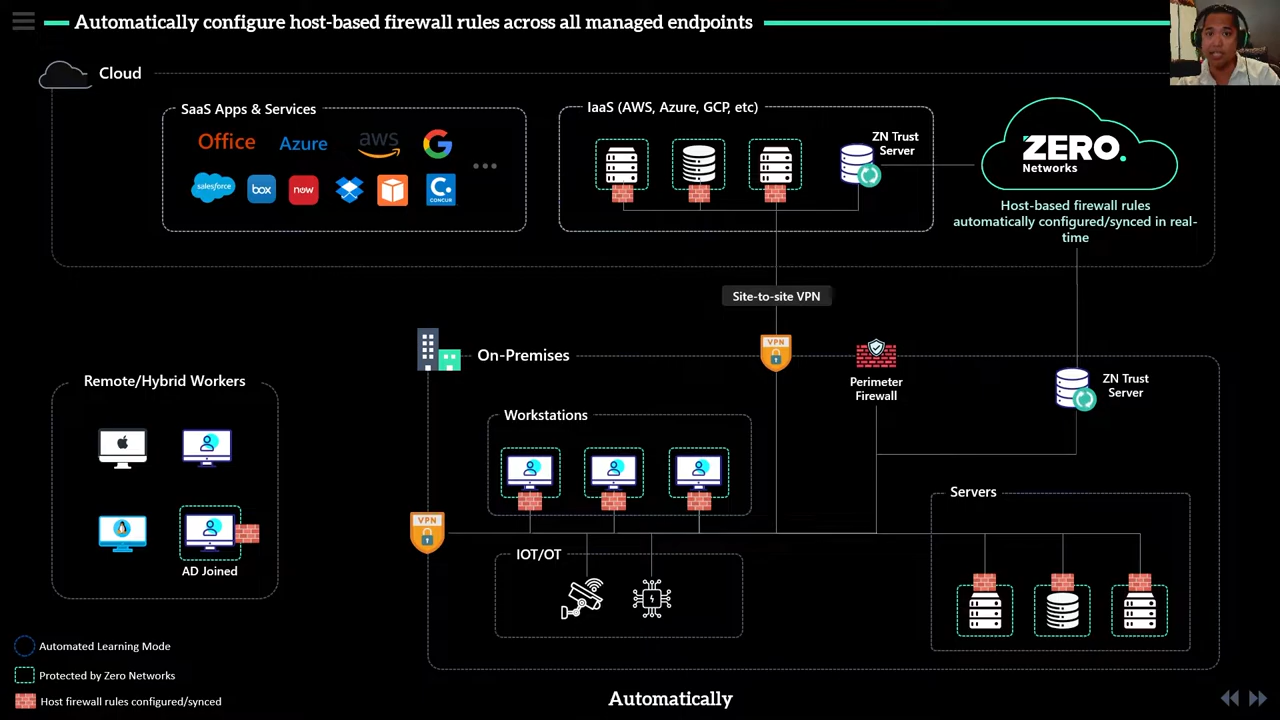 Automatically configure host-based firewall rules across all managed endpoints
Cloud
SaaS Apps & Services
Office
Azure
aws
G
salesforce
box
now
C.
CONCUR
IaaS (AWS, Azure, GCP, etc)
ZN Trust
Server
ZERO.
Networks
Host-based firewall rules
automatically configured/synced in real-
time
Site-to-site VPN
On-Premises
VPN
Perimeter
Firewall
ZN Trust
Server
Remote/Hybrid Workers
AD Joined
Workstations
VPN
IOT/OT
Servers
Automated Learning Mode
Protected by Zero Networks
Host firewall rules configured/synced
Automatically